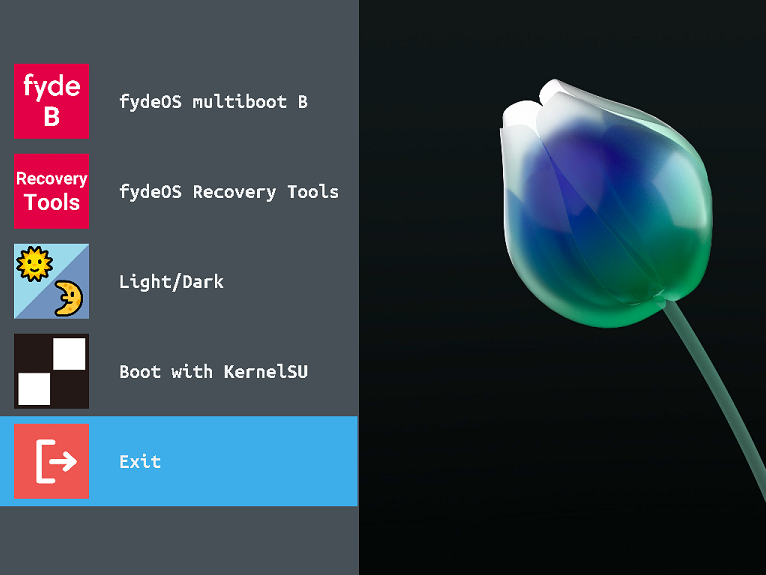 fyde
B
fydeOS multiboot B
Recovery
Tools
fydeOS Recovery Tools
Light/Dark
Boot with KernelSU
Exit